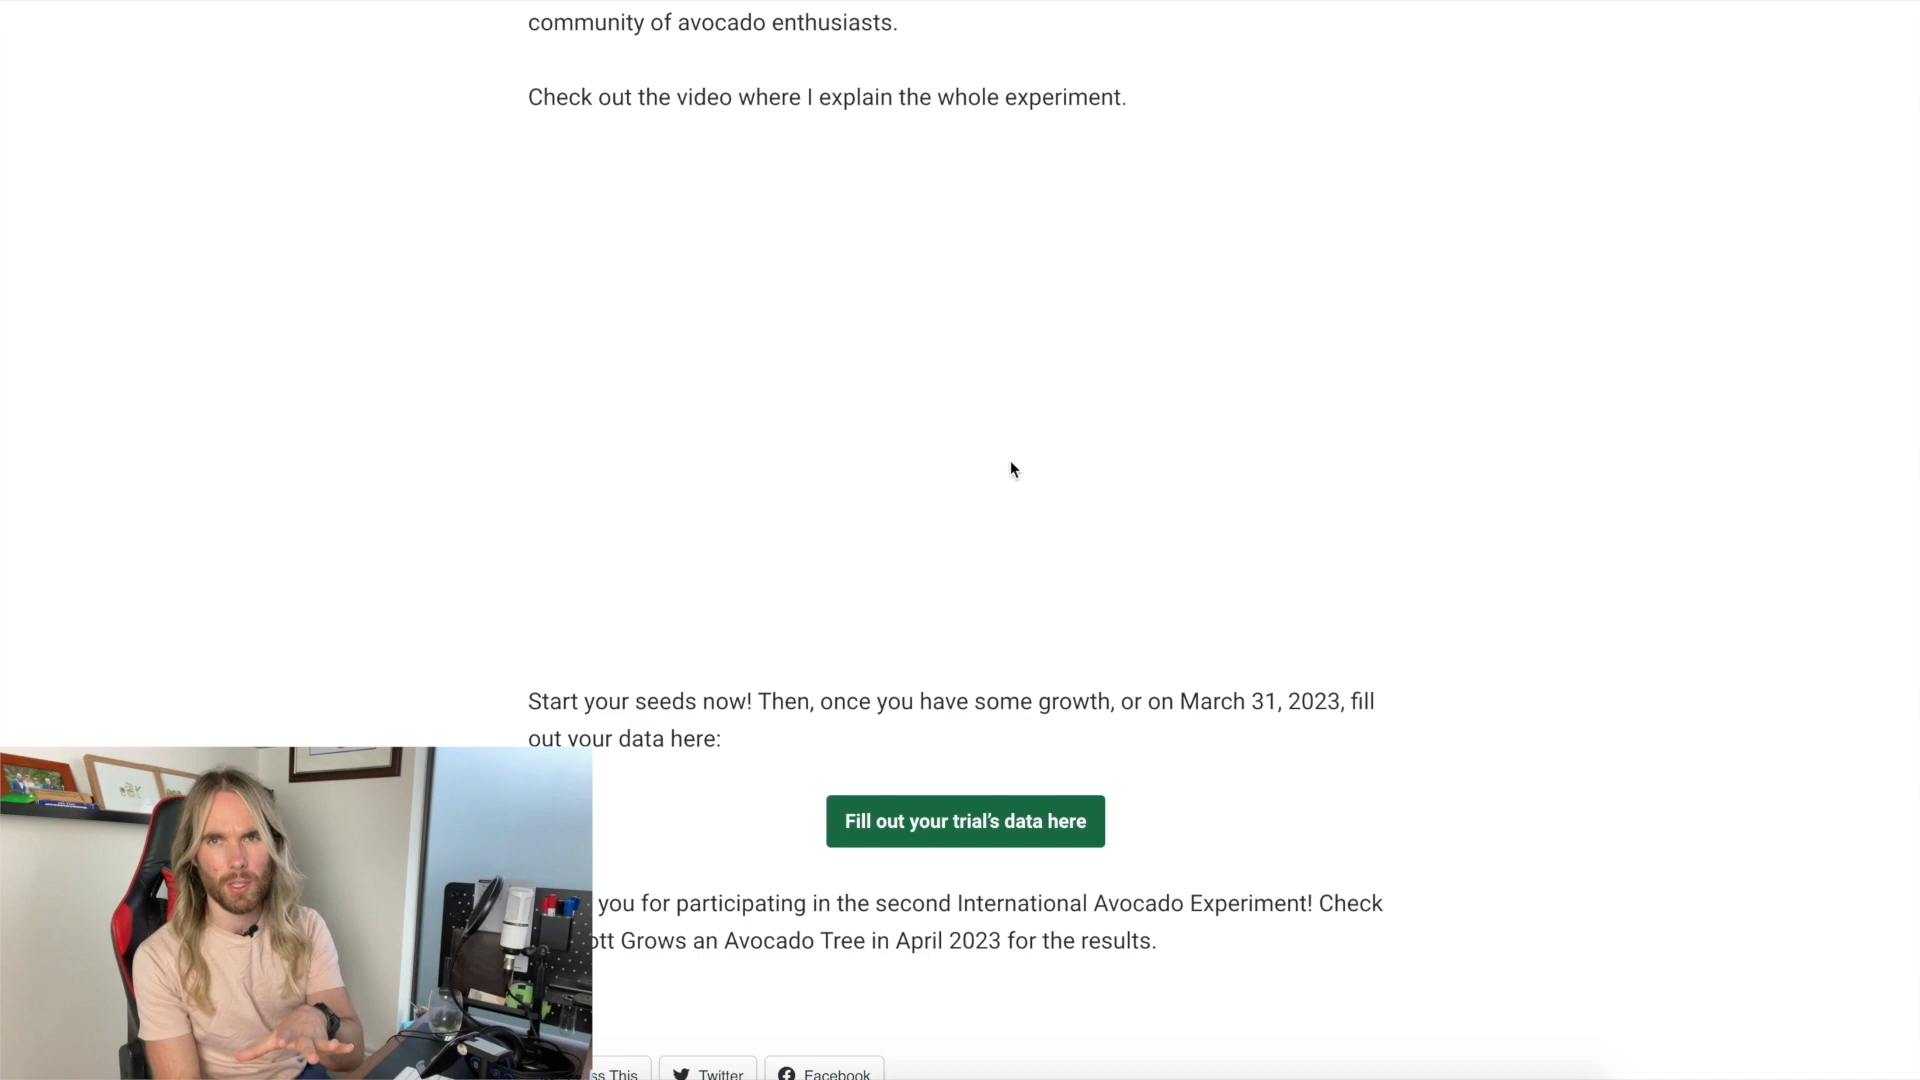 community of avocado enthusiasts.
Check out the video where I explain the whole experiment.
Start your seeds now! Then, once you have some growth, or on March 31, 2023, fill
out your data here:
Fill out your trial's data here
you for participating in the second International Avocado Experiment! Check
ott Grows an Avocado Tree in April 2023 for the results.
ss This Twitter Facebook